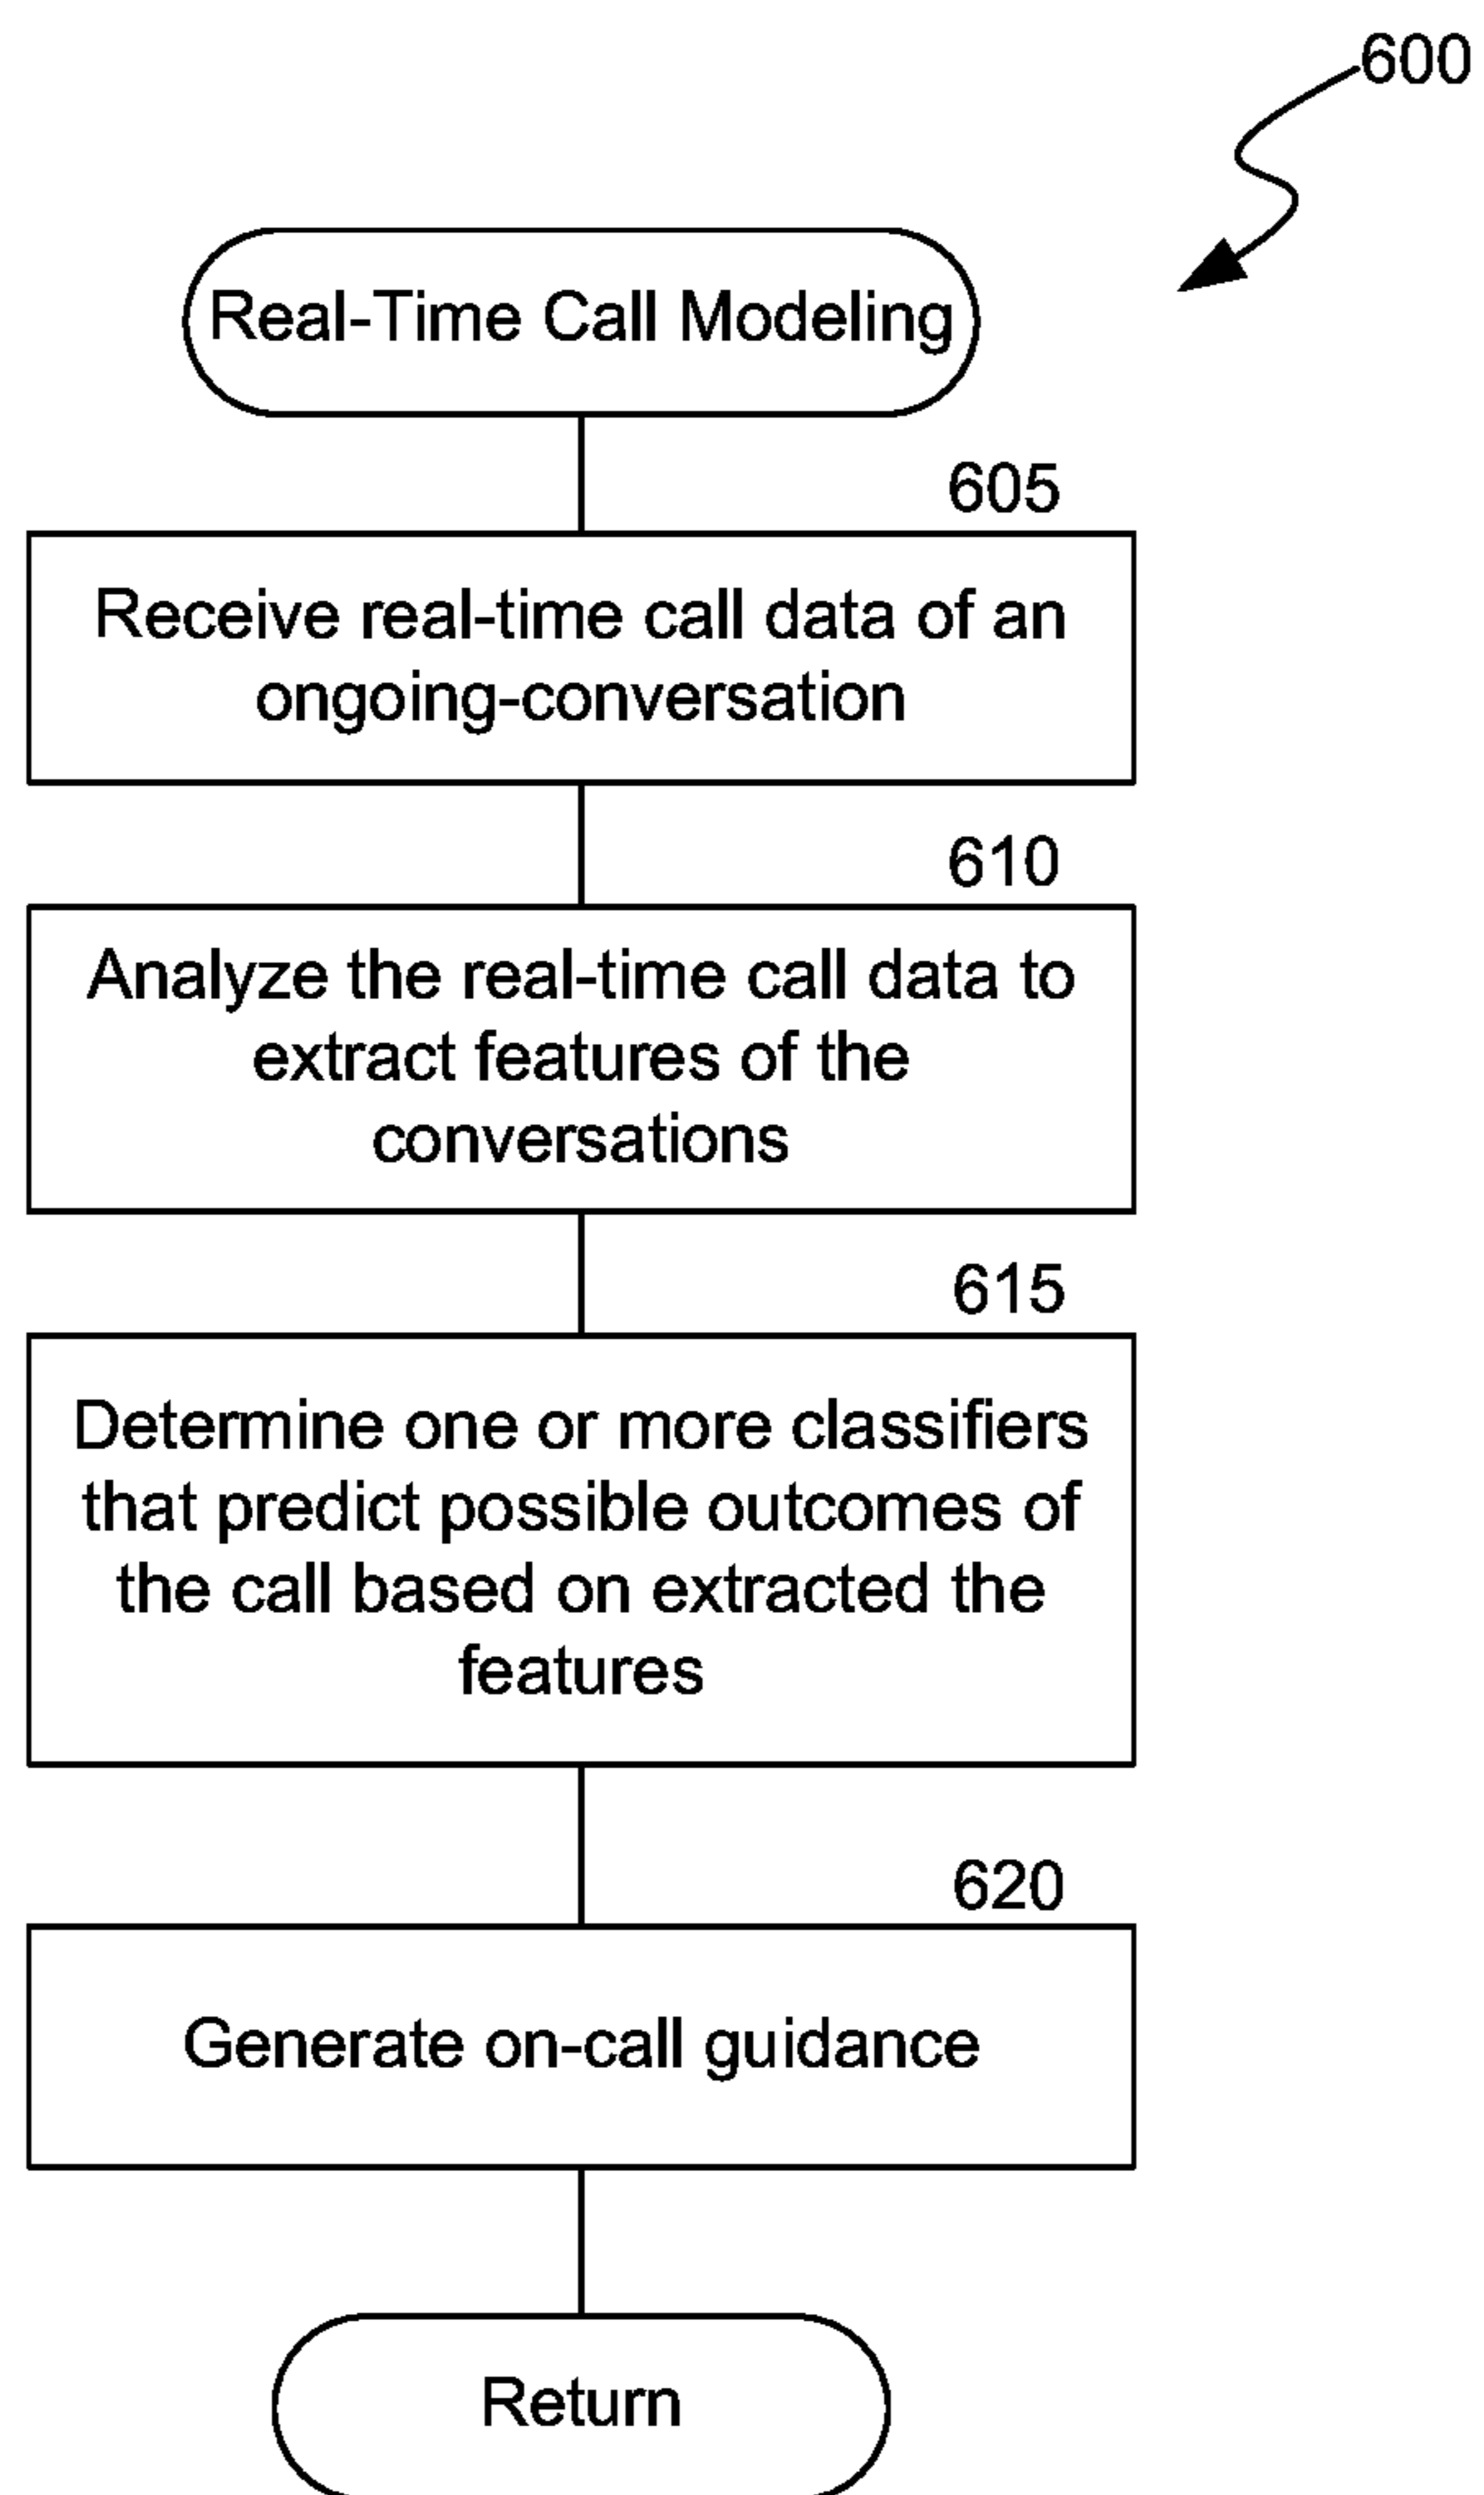 600
Real-Time Call Modeling
605
Receive real-time call data of an
ongoing-conversation
610
Analyze the real-time call data to
extract features of the
conversations
615
Determine one or more classifiers
that predict possible outcomes of
the call based on extracted the
features
620
Generate on-call guidance
Return